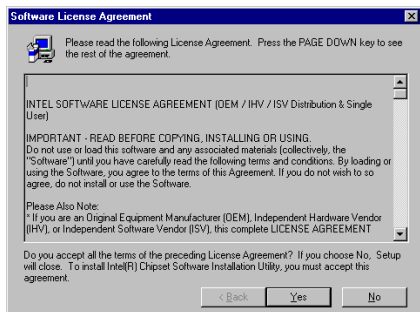 Software License Agreement
Please read the following License Agreement. Press the PAGE DOWN key to see
the rest of the agreement.
INTEL SOFTWARE LICENSE AGREEMENT (OEM / IHV / ISV Distribution & Single
User)
IMPORTANT - READ BEFORE COPYING, INSTALLING OR USING.
Do not use or load this software and any associated materials (collectively, the
"Software") until you have carefully read the following terms and conditions. By loading or
using the Software, you agree to the terms of this Agreement. If you do not wish to so
agree, do not install or use the Software.
Please Also Note:
* If you are an Original Equipment Manufacturer (OEM), Independent Hardware Vendor
(IHV), or Independent Software Vendor (ISV), this complete LICENSE AGREEMENT
Do you accept all the terms of the preceding License Agreement? If you choose No, Setup
will close. To install Intel(R) Chipset Software Installation Utility, you must accept this
agreement.
< Back Yes No